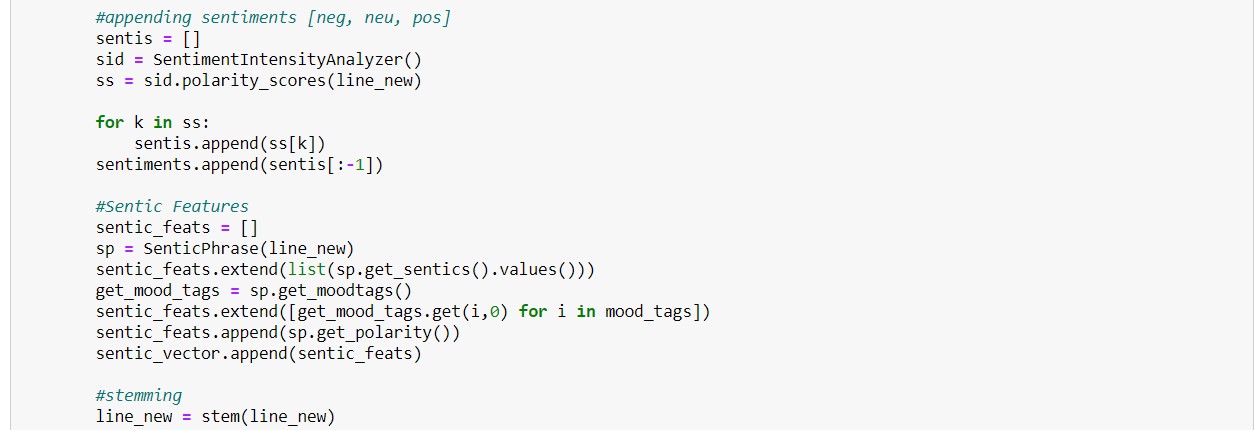 #appending sentiments [neg, neu, pos]
sentis = []
sid = SentimentIntensityAnalyzer()
ss = sid.polarity_scores(line_new)
for k in ss:
    sentis.append(ss[k])
sentiments.append(sentis[:-1])
#Sentic Features
sentic_feats = []
sp = SenticPhrase(line_new)
sentic_feats.extend(list(sp.get_sentics().values()))
get_mood_tags = sp.get_moodtags()
sentic_feats.extend([get_mood_tags.get(i,0) for i in mood_tags])
sentic_feats.append(sp.get_polarity())
sentic_vector.append(sentic_feats)
#stemming
line_new = stem(line_new)